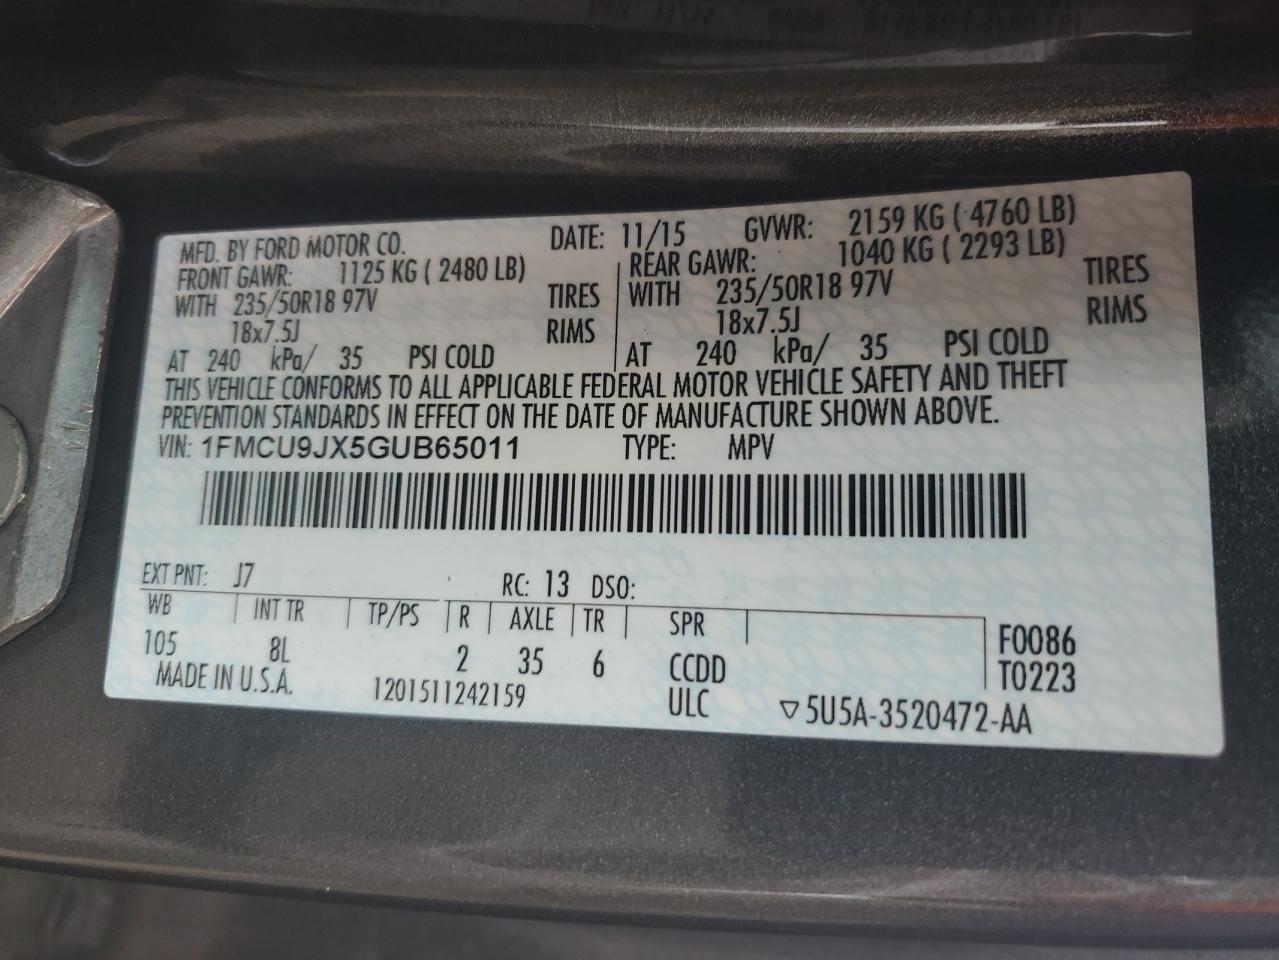 MFD. BY FORD MOTOR CO. DATE: 11/15 GVWR: 2159 KG ( 4760 LB)
FRONT GAWR: 1125 KG ( 2480 LB) REAR GAWR: 1040 KG ( 2293 LB)
WITH 235/50R18 97V TIRES WITH 235/50R18 97V TIRES
18x7.5J RIMS 18x7.5J RIMS
AT 240 kPa/ 35 PSI COLD AT 240 kPa/ 35 PSI COLD
THIS VEHICLE CONFORMS TO ALL APPLICABLE FEDERAL MOTOR VEHICLE SAFETY AND THEFT
PREVENTION STANDARDS IN EFFECT ON THE DATE OF MANUFACTURE SHOWN ABOVE.
VIN: 1FMCU9JX5GUB65011 TYPE: MPV
EXT PNT: J7 RC: 13 DSO:
WB INT TR TP/PS R AXLE TR SPR F0086
105 8L 2 35 6 CCDD T0223
MADE IN U.S.A. 1201511242159 ULC ▽5U5A-3520472-AA